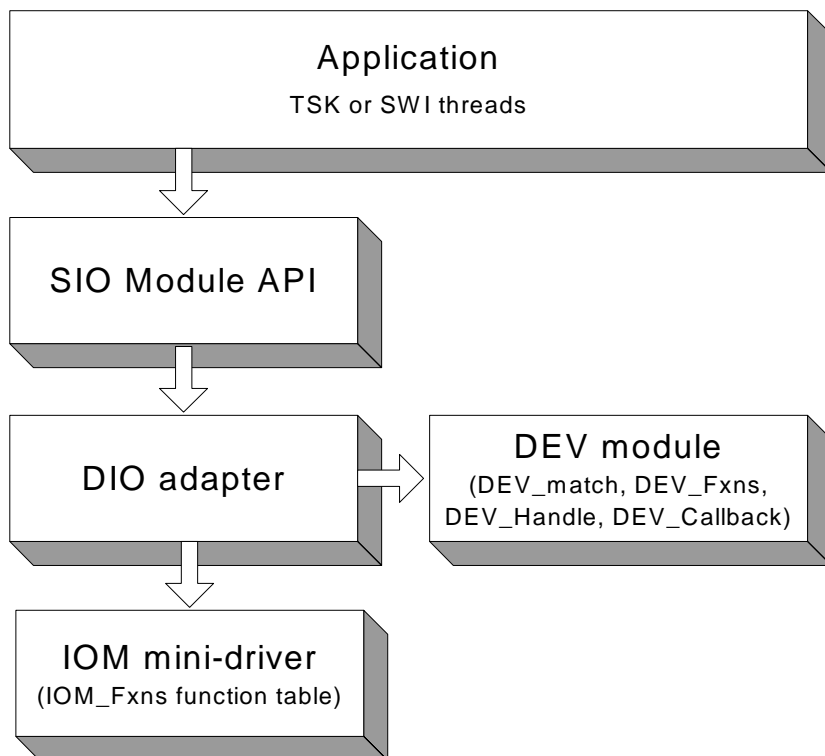 Application
TSK or SWI threads
SIO Module API
DIO adapter
DEV module
(DEV_match, DEV_Fxns,
DEV_Handle, DEV_Callback)
IOM mini-driver
(IOM_Fxns function table)